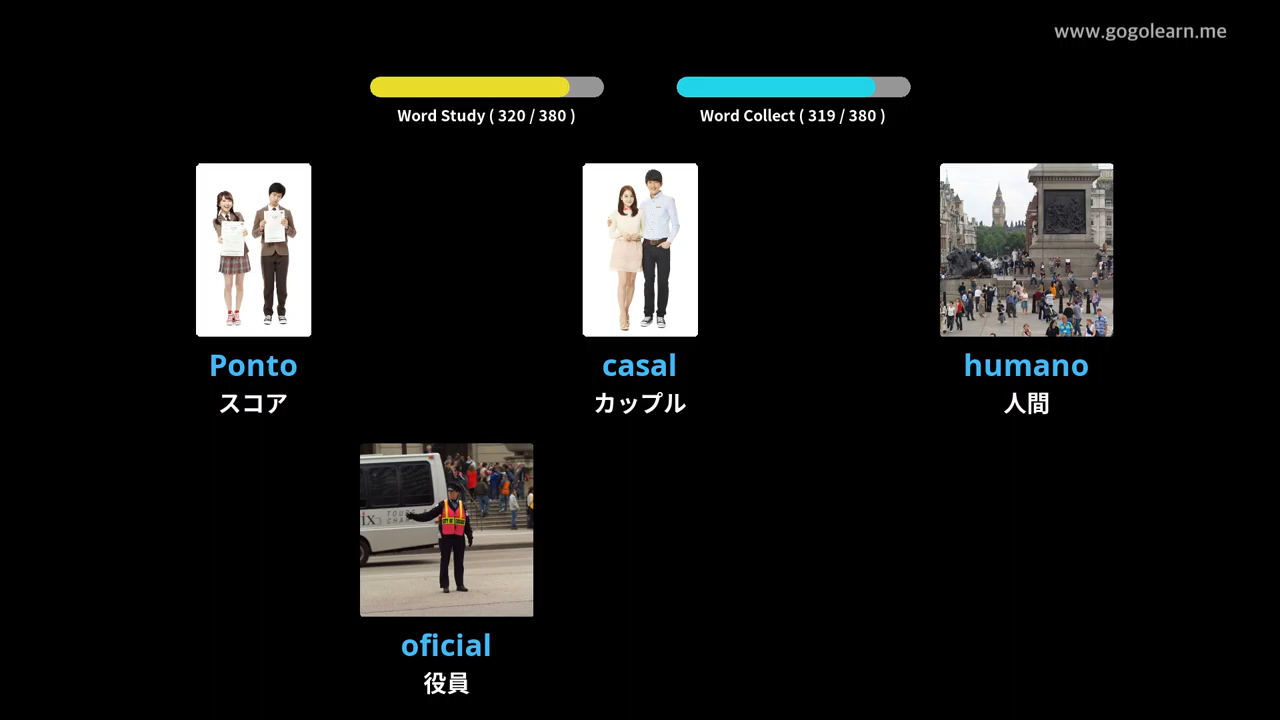 www.gogolearn.me
Word Study ( 320 / 380 )
Word Collect ( 319 / 380 )
Ponto
スコア
casal
カップル
humano
人間
oficial
役員